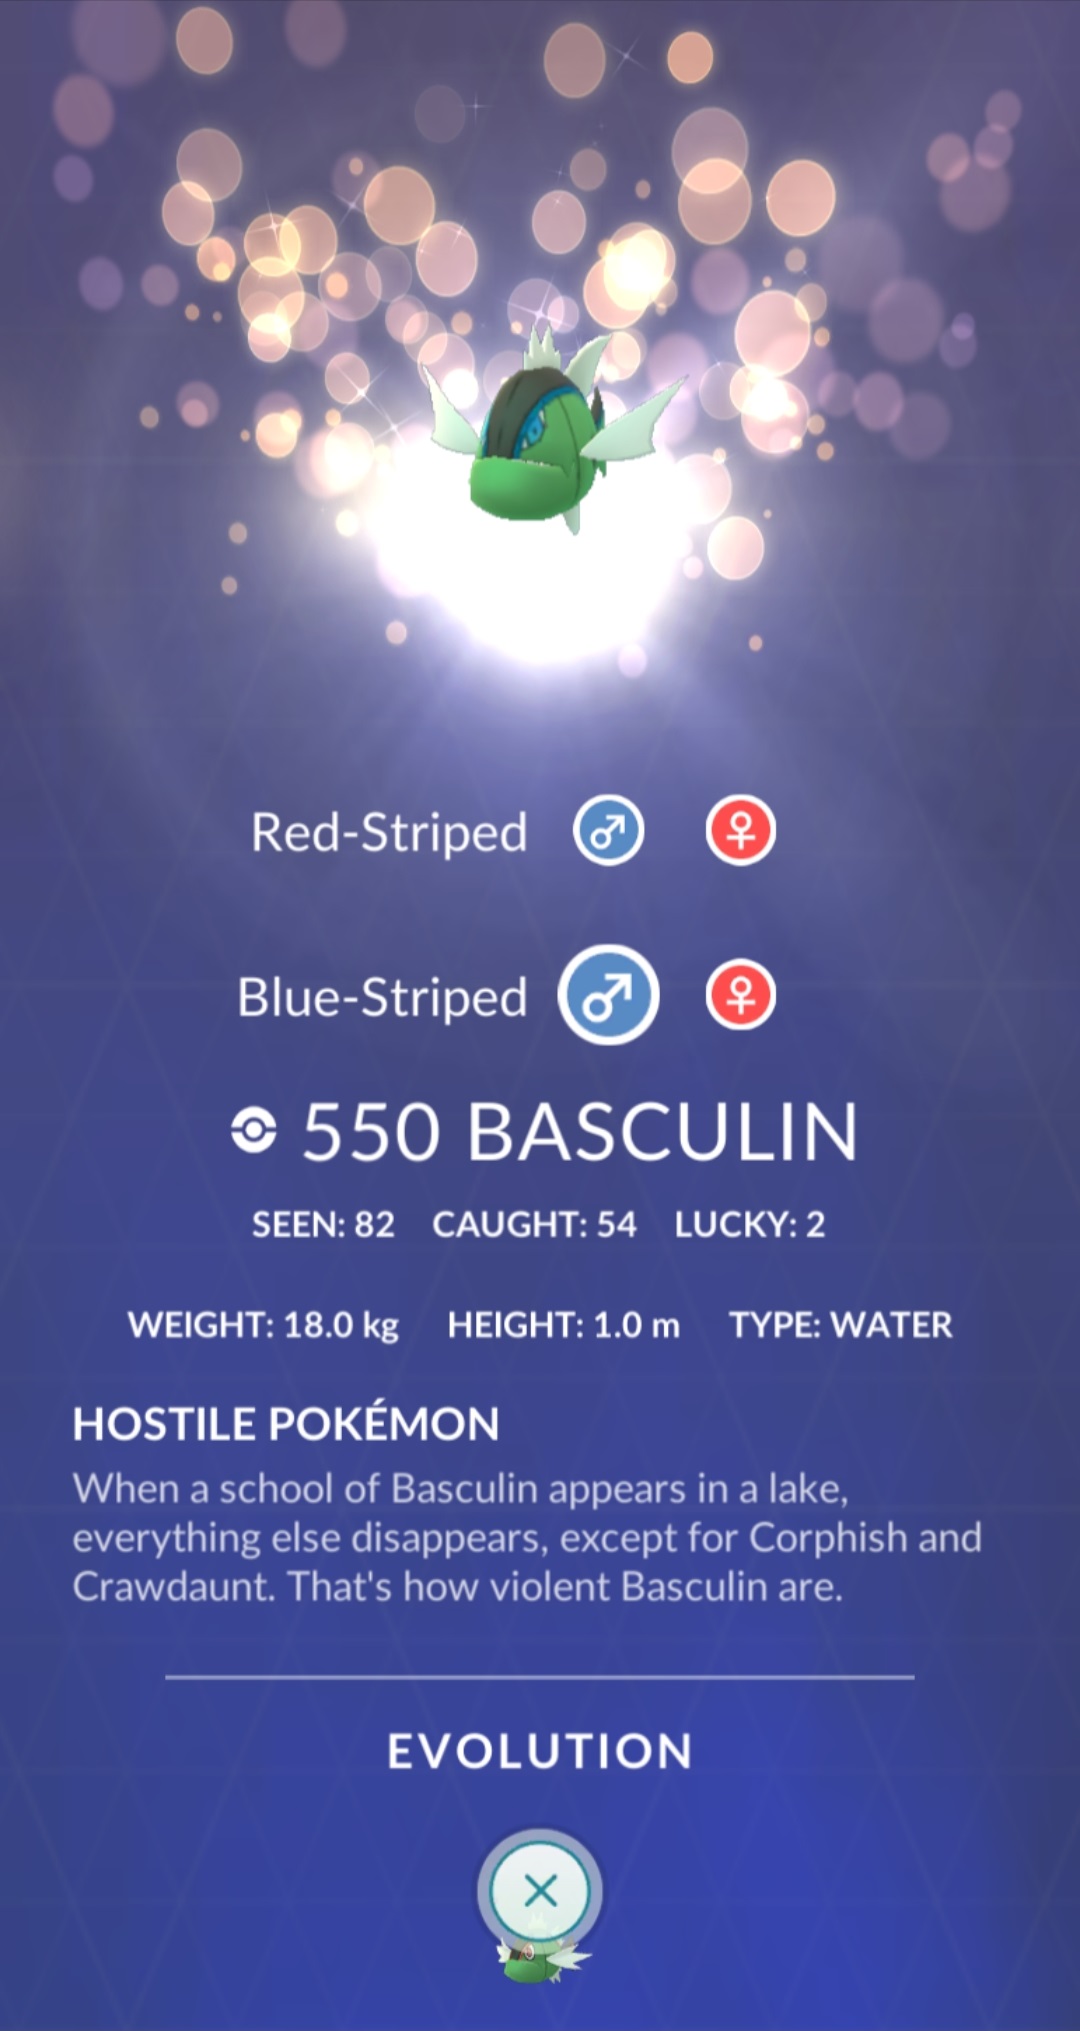 Red-Striped
Blue-Striped
550 BASCULIN
SEEN: 82 CAUGHT: 54 LUCKY: 2
WEIGHT: 18.0 kg HEIGHT: 1.0 m TYPE: WATER
HOSTILE POKÉMON
When a school of Basculin appears in a lake,
everything else disappears, except for Corphish and
Crawdaunt. That's how violent Basculin are.
EVOLUTION